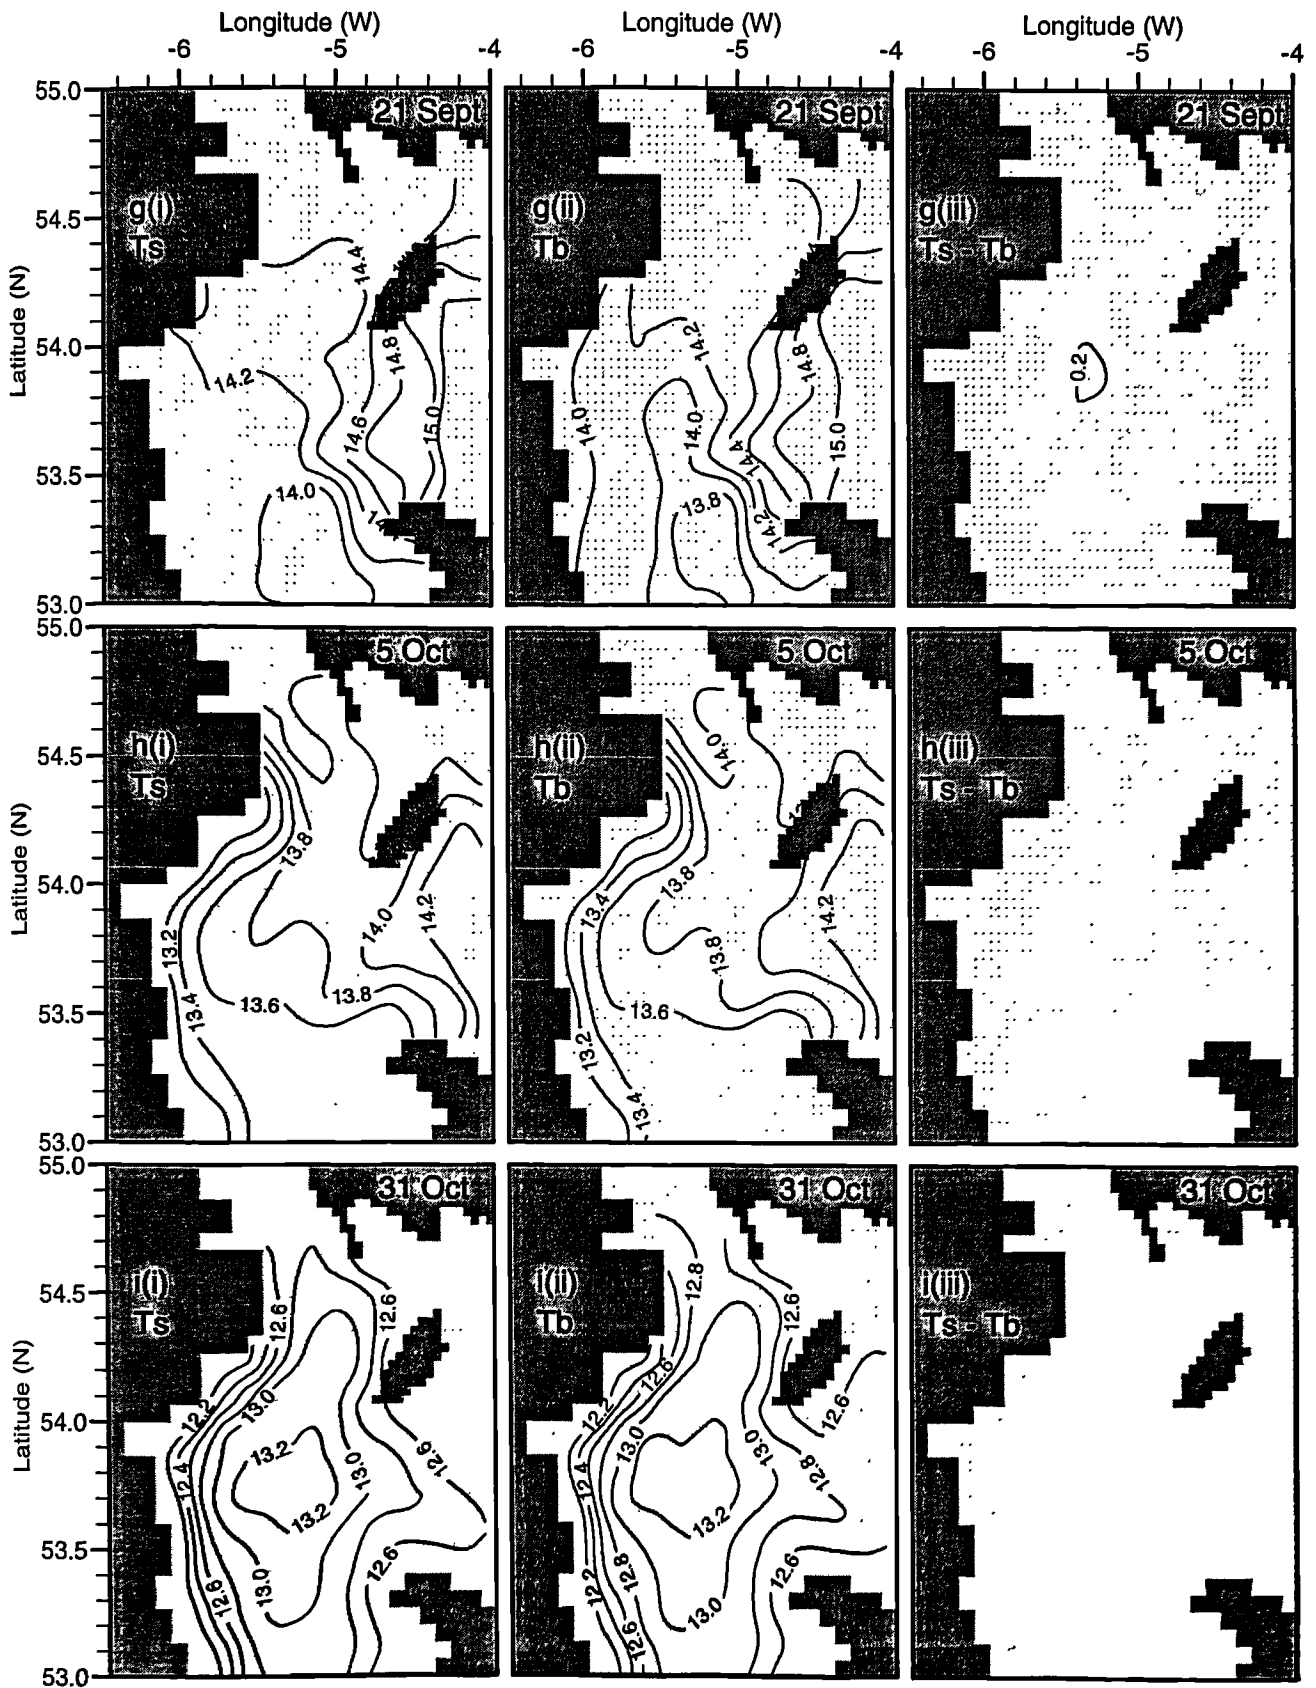 Longitude (W) Longitude (W) Longitude (W)
-6 -5 -4 -6 -5 -4 -6 -5 -4
55.0 21 Sept 21 Sept 21 Sept
54.5 g(i) g(ii) g(iii)
Ts Tb Ts - Tb
14.4
Latitude (N)
54.0 14.8 14.2 14.8 0.2
14.2
14.6 15.0 14.0 14.0 14.4 15.0
53.5
14.0 13.8
14.2
53.0
55.0 5 Oct 5 Oct 5 Oct
54.5 h(i) h(ii) 14.0 h(iii)
Ts Tb Ts - Tb
Latitude (N)
13.8
54.0 13.8
14.0 14.2 13.4 14.2
13.2 13.8
13.4 13.6 13.8 13.6
53.5
13.2
13.4
53.0
55.0 31 Oct 31 Oct 31 Oct
54.5 i(i) i(ii) 12.8 i(iii)
12.6 12.6 12.6
Ts Tb Ts - Tb
Latitude (N)
12.6
54.0 12.2 13.0 12.2 12.6
13.2 13.0 12.6 13.0 13.0 12.8
12.4 12.4
13.2 13.2
53.5 12.6 12.6
13.0 12.2 12.8
13.0
12.6
53.0